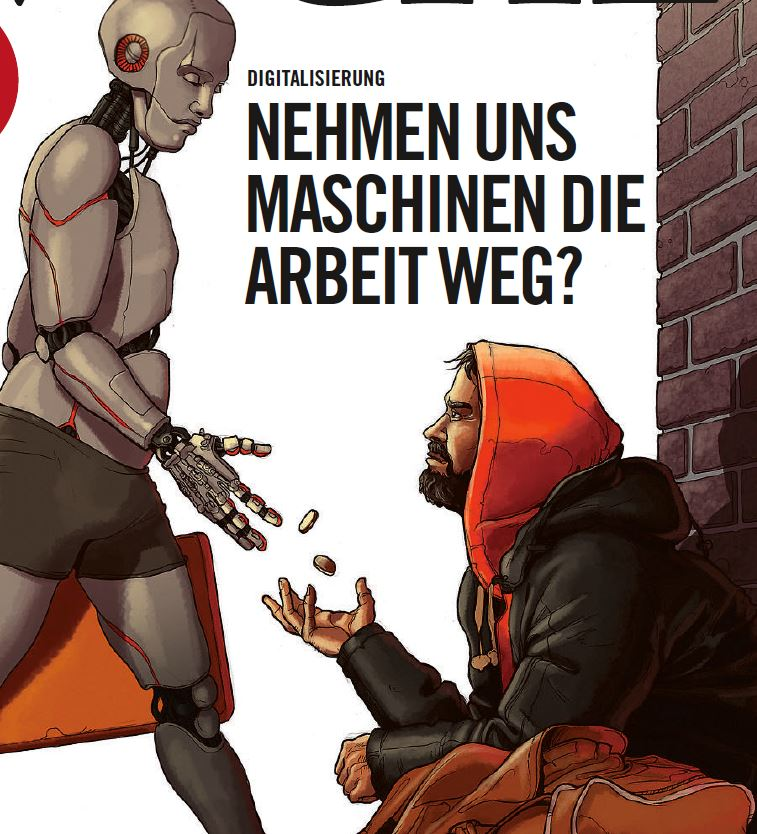 DIGITALISIERUNG
NEHMEN UNS
MASCHINEN DIE
ARBEIT WEG?